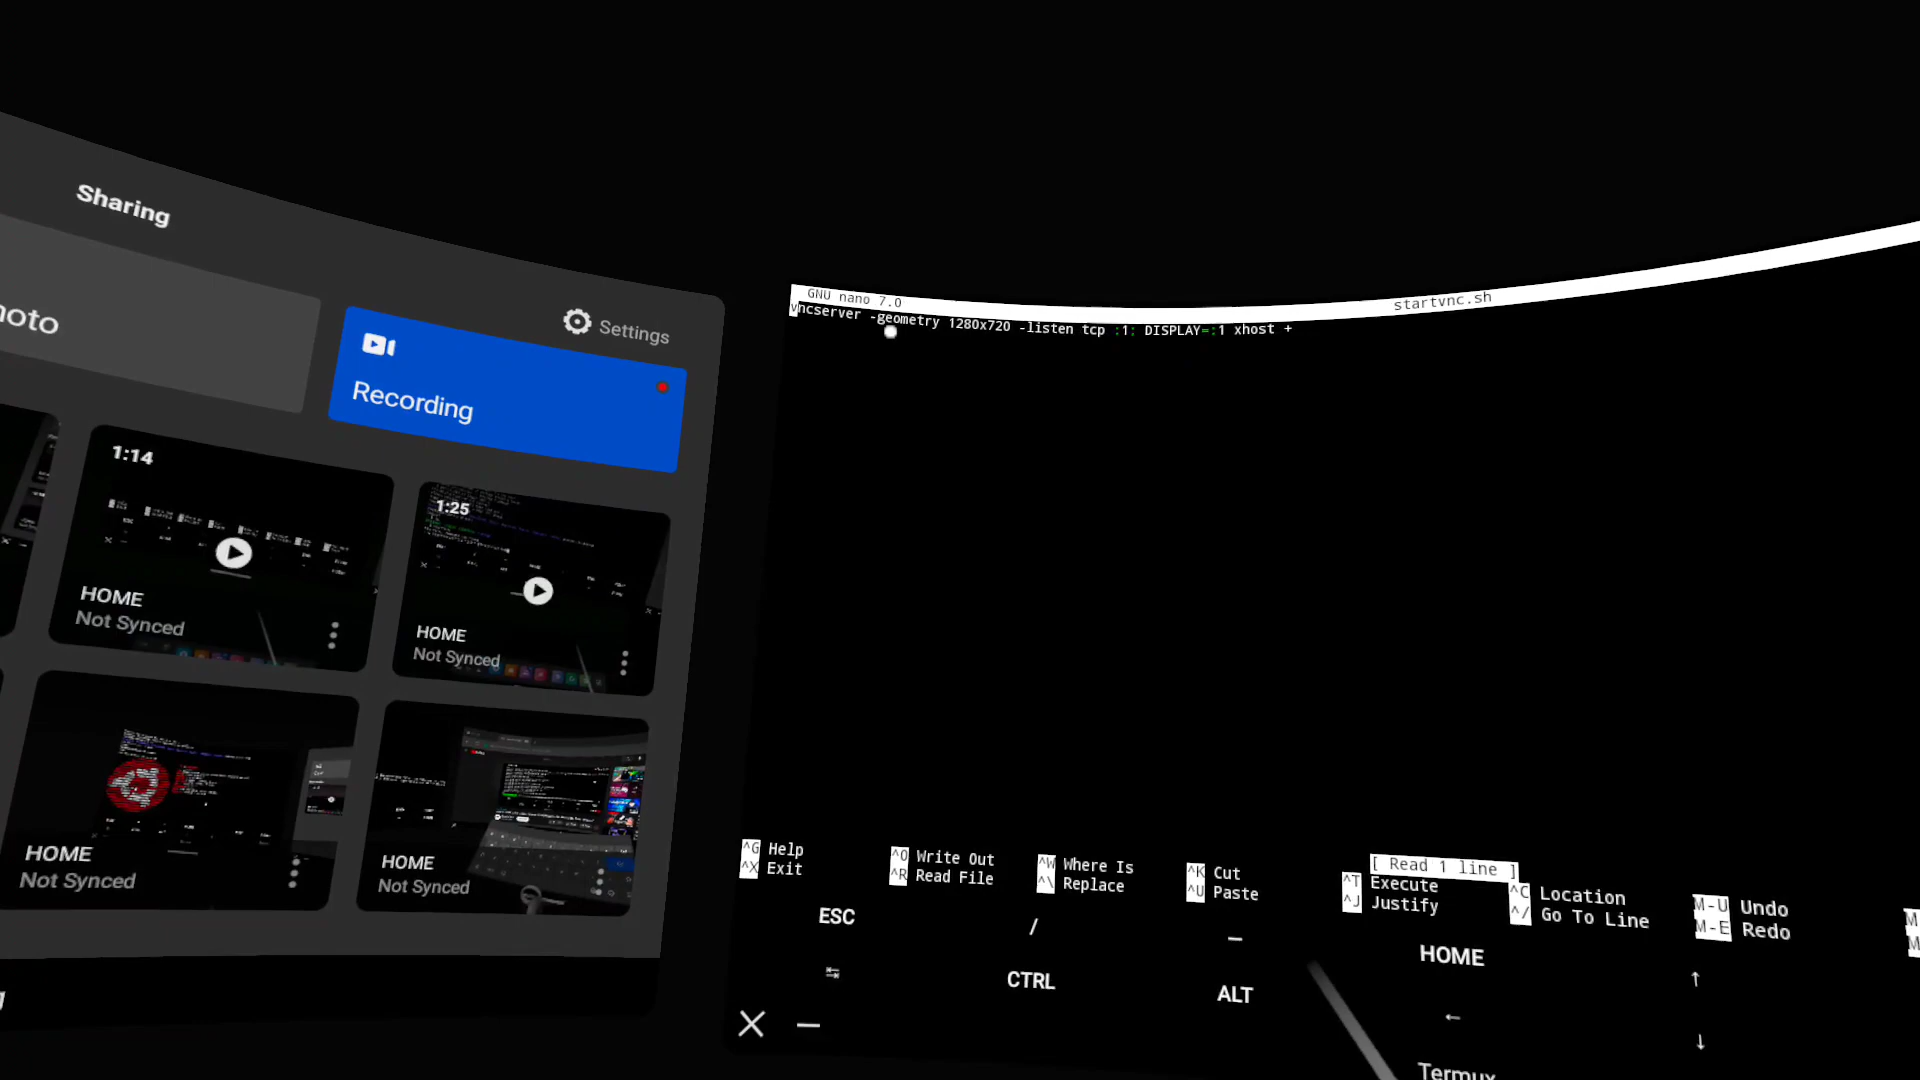 Sharing
Settings
Recording
1:14
HOME
Not Synced
1:25
HOME
Not Synced
HOME
Not Synced
HOME
Not Synced
GNU nano 7.0
startvnc.sh
vncserver -geometry 1280x720 -listen tcp :1; DISPLAY=:1 xhost +
[ Read 1 line ]
^G Help
^O Write Out
^W Where Is
^K Cut
^T Execute
^C Location
M-U Undo
^X Exit
^R Read File
^\ Replace
^U Paste
^J Justify
^/ Go To Line
M-E Redo
ESC
/
—
HOME
↑
CTRL
ALT
←
↓
Termux